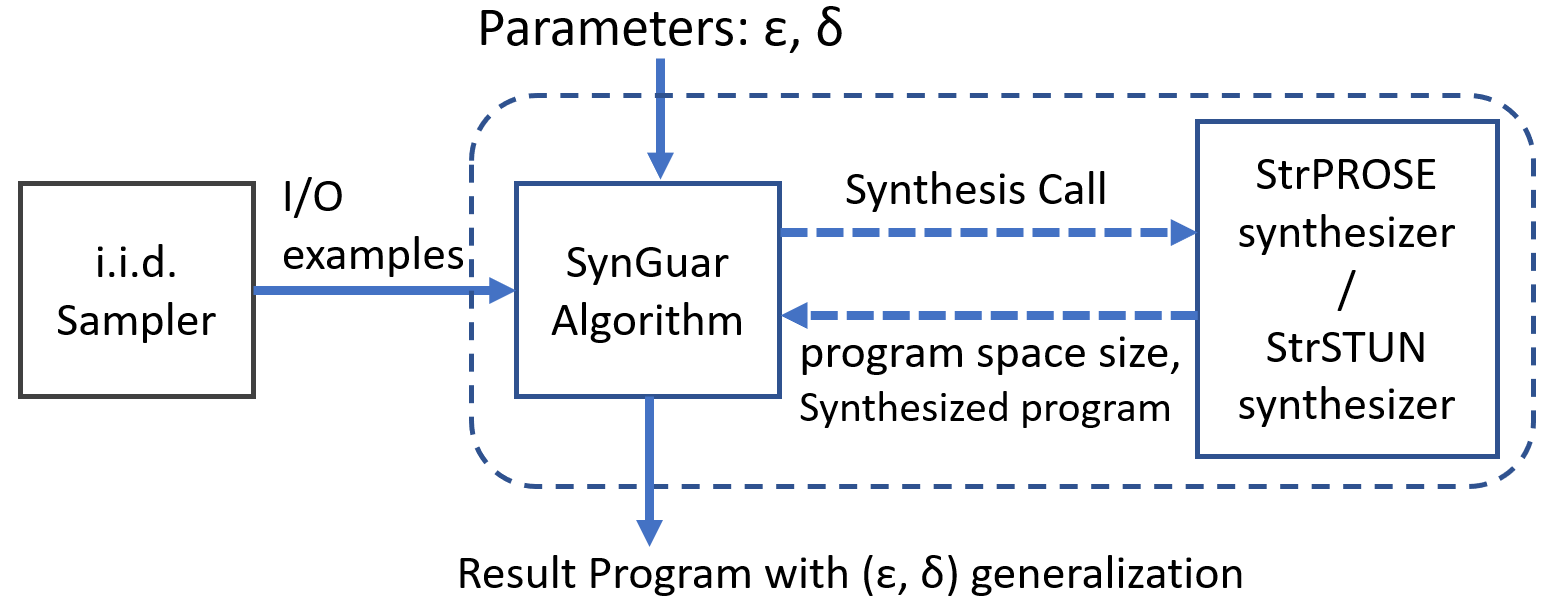 Parameters: ε, δ
i.i.d.
Sampler
I/O
examples
SynGuar
Algorithm
Synthesis Call
program space size,
Synthesized program
StrPROSE
synthesizer
/
StrSTUN
synthesizer
Result Program with (ε, δ) generalization